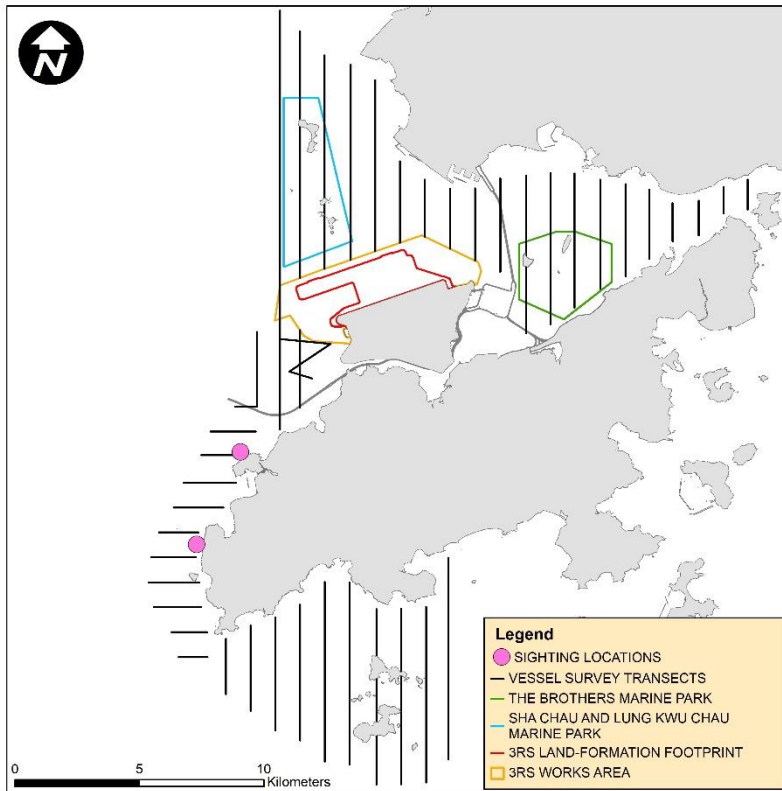 N
Legend
SIGHTING LOCATIONS
VESSEL SURVEY TRANSECTS
THE BROTHERS MARINE PARK
SHA CHAU AND LUNG KWU CHAU
MARINE PARK
3RS LAND-FORMATION FOOTPRINT
3RS WORKS AREA
0 5 10
Kilometers